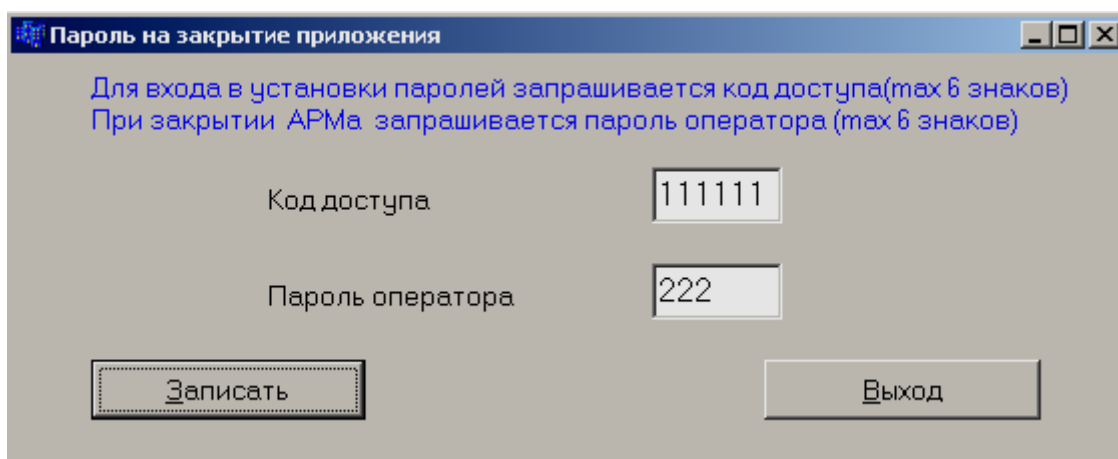 Пароль на закрытие приложения
Для входа в установки паролей запрашивается код доступа(max 6 знаков)
При закрытии АРМа запрашивается пароль оператора (max 6 знаков)
Код доступа 111111
Пароль оператора 222
Записать Выход